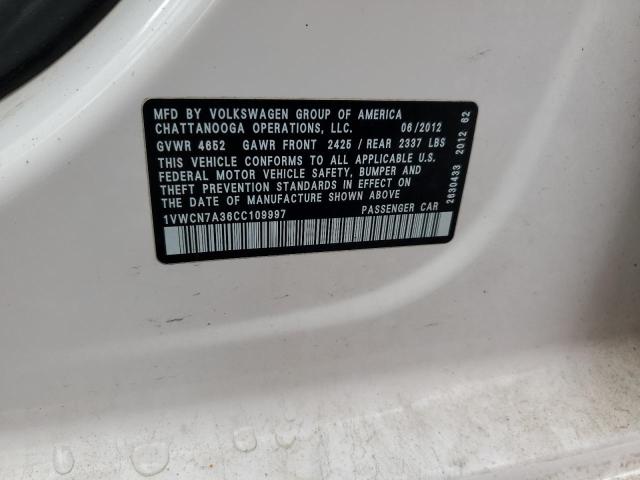 MFD BY VOLKSWAGEN GROUP OF AMERICA
CHATTANOOGA OPERATIONS, LLC. 06/2012
GVWR 4652 GAWR FRONT 2425 / REAR 2337 LBS
THIS VEHICLE CONFORMS TO ALL APPLICABLE U.S.
FEDERAL MOTOR VEHICLE SAFETY, BUMPER AND
THEFT PREVENTION STANDARDS IN EFFECT ON
THE DATE OF MANUFACTURE SHOWN ABOVE
1VWCN7A36CC109997 PASSENGER CAR
2630433 2012 62